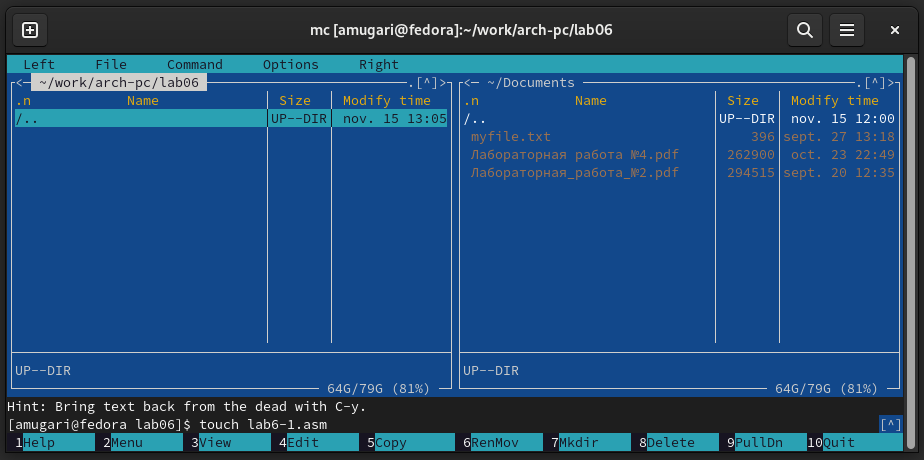 mc [amugari@fedora]:~/work/arch-pc/lab06
Left File Command Options Right
<─ ~/work/arch-pc/lab06 .[^]>
.n Name Size Modify time
/.. UP--DIR nov. 15 13:05
UP--DIR
64G/79G (81%)
<─ ~/Documents .[^]>
.n Name Size Modify time
/.. UP--DIR nov. 15 12:00
myfile.txt 396 sept. 27 13:18
Лабораторная работа №4.pdf 262900 oct. 23 22:49
Лабораторная_работа_№2.pdf 294515 sept. 20 12:35
UP--DIR
64G/79G (81%)
Hint: Bring text back from the dead with C-y.
[amugari@fedora lab06]$ touch lab6-1.asm [^]
1Help 2Menu 3View 4Edit 5Copy 6RenMov 7Mkdir 8Delete 9PullDn 10Quit